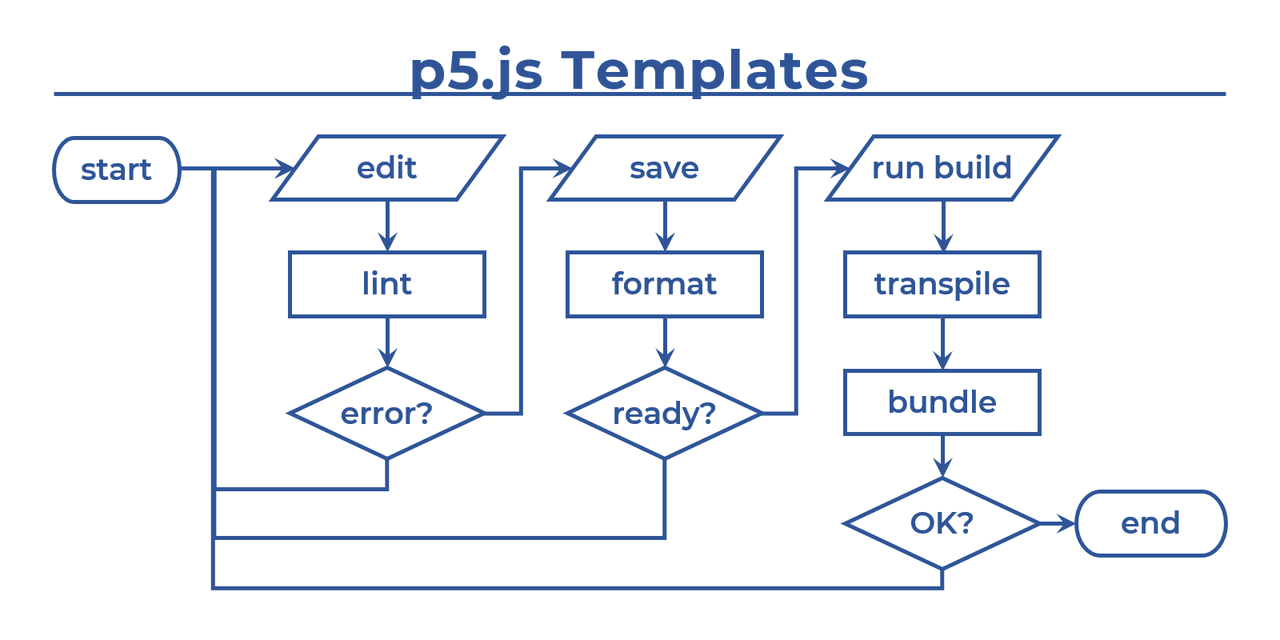 p5.js Templates
start
edit
save
run build
lint
format
transpile
error?
ready?
bundle
OK?
end